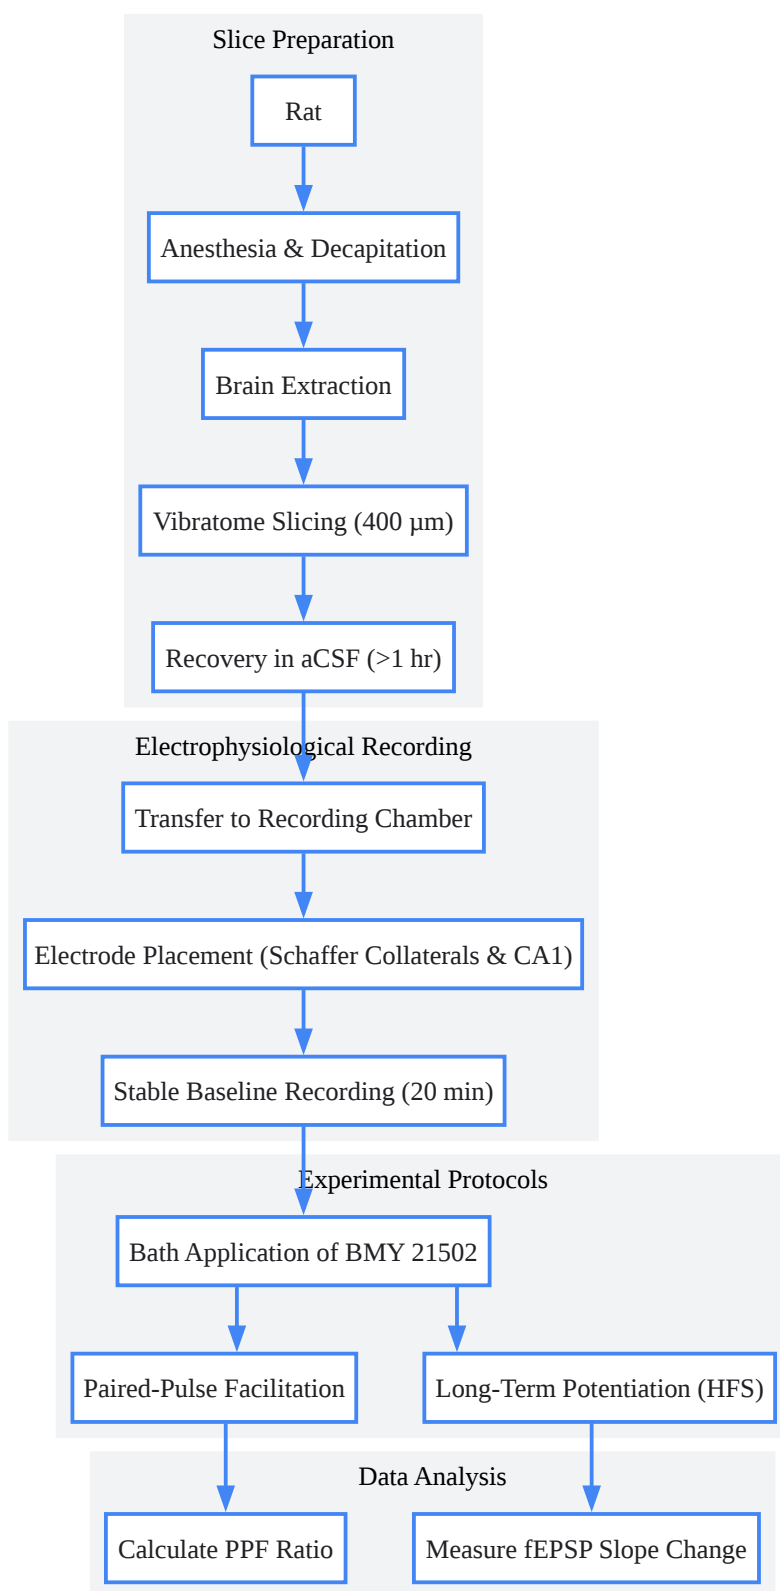 Slice Preparation
Rat
Anesthesia & Decapitation
Brain Extraction
Vibratome Slicing (400 µm)
Recovery in aCSF (>1 hr)
Electrophysiological Recording
Transfer to Recording Chamber
Electrode Placement (Schaffer Collaterals & CA1)
Stable Baseline Recording (20 min)
Experimental Protocols
Bath Application of BMY 21502
Paired-Pulse Facilitation
Long-Term Potentiation (HFS)
Data Analysis
Calculate PPF Ratio
Measure fEPSP Slope Change